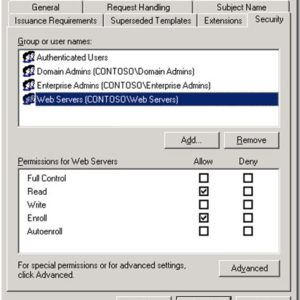 General Request Handling Subject Name
Issuance Requirements Superseded Templates Extensions Security
Group or user names:
Authenticated Users
Domain Admins (CONTOSO\Domain Admins)
Enterprise Admins (CONTOSO\Enterprise Admins)
Web Servers (CONTOSO\Web Servers)
Add... Remove
Permissions for Web Servers Allow Deny
Full Control
Read
Write
Enroll
Autoenroll
For special permissions or for advanced settings,
click Advanced.
Advanced